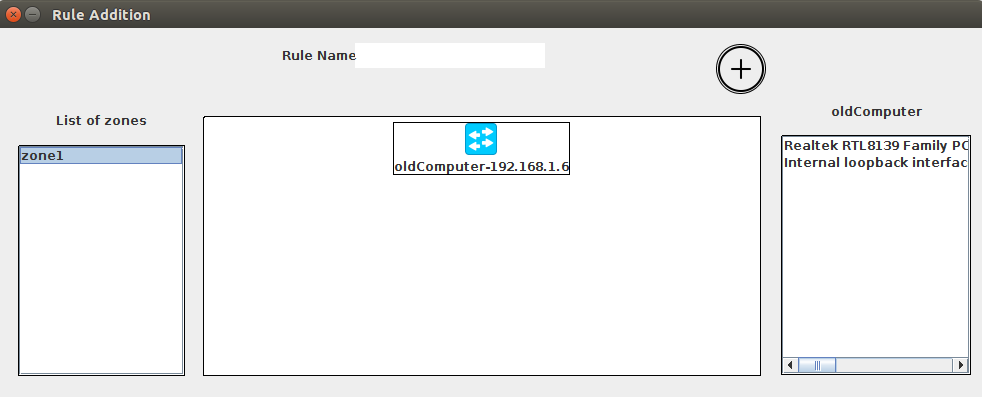 Rule Addition
Rule Name
List of zones
oldComputer
zone1
oldComputer-192.168.1.6
Realtek RTL8139 Family PC
Internal loopback interfac